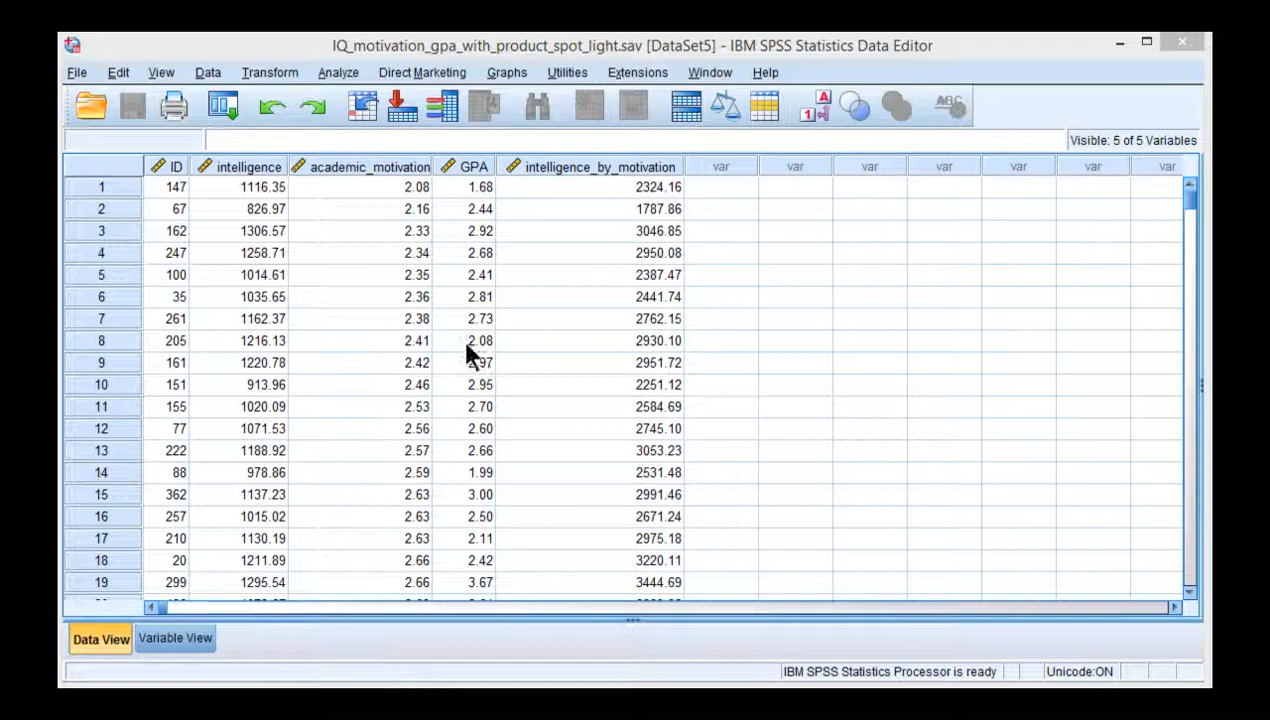 IQ_motivation_gpa_with_product_spot_light.sav [DataSet5] - IBM SPSS Statistics Data Editor
File Edit View Data Transform Analyze Direct Marketing Graphs Utilities Extensions Window Help
Visible: 5 of 5 Variables
ID intelligence academic_motivation GPA intelligence_by_motivation var var var var var var var
1 147 1116.35 2.08 1.68 2324.16
2 67 826.97 2.16 2.44 1787.86
3 162 1306.57 2.33 2.92 3046.85
4 247 1258.71 2.34 2.68 2950.08
5 100 1014.61 2.35 2.41 2387.47
6 35 1035.65 2.36 2.81 2441.74
7 261 1162.37 2.38 2.73 2762.15
8 205 1216.13 2.41 2.08 2930.10
9 161 1220.78 2.42 97 2951.72
10 151 913.96 2.46 2.95 2251.12
11 155 1020.09 2.53 2.70 2584.69
12 77 1071.53 2.56 2.60 2745.10
13 222 1188.92 2.57 2.66 3053.23
14 88 978.86 2.59 1.99 2531.48
15 362 1137.23 2.63 3.00 2991.46
16 257 1015.02 2.63 2.50 2671.24
17 210 1130.19 2.63 2.11 2975.18
18 20 1211.89 2.66 2.42 3220.11
19 299 1295.54 2.66 3.67 3444.69
Data View Variable View
IBM SPSS Statistics Processor is ready Unicode:ON